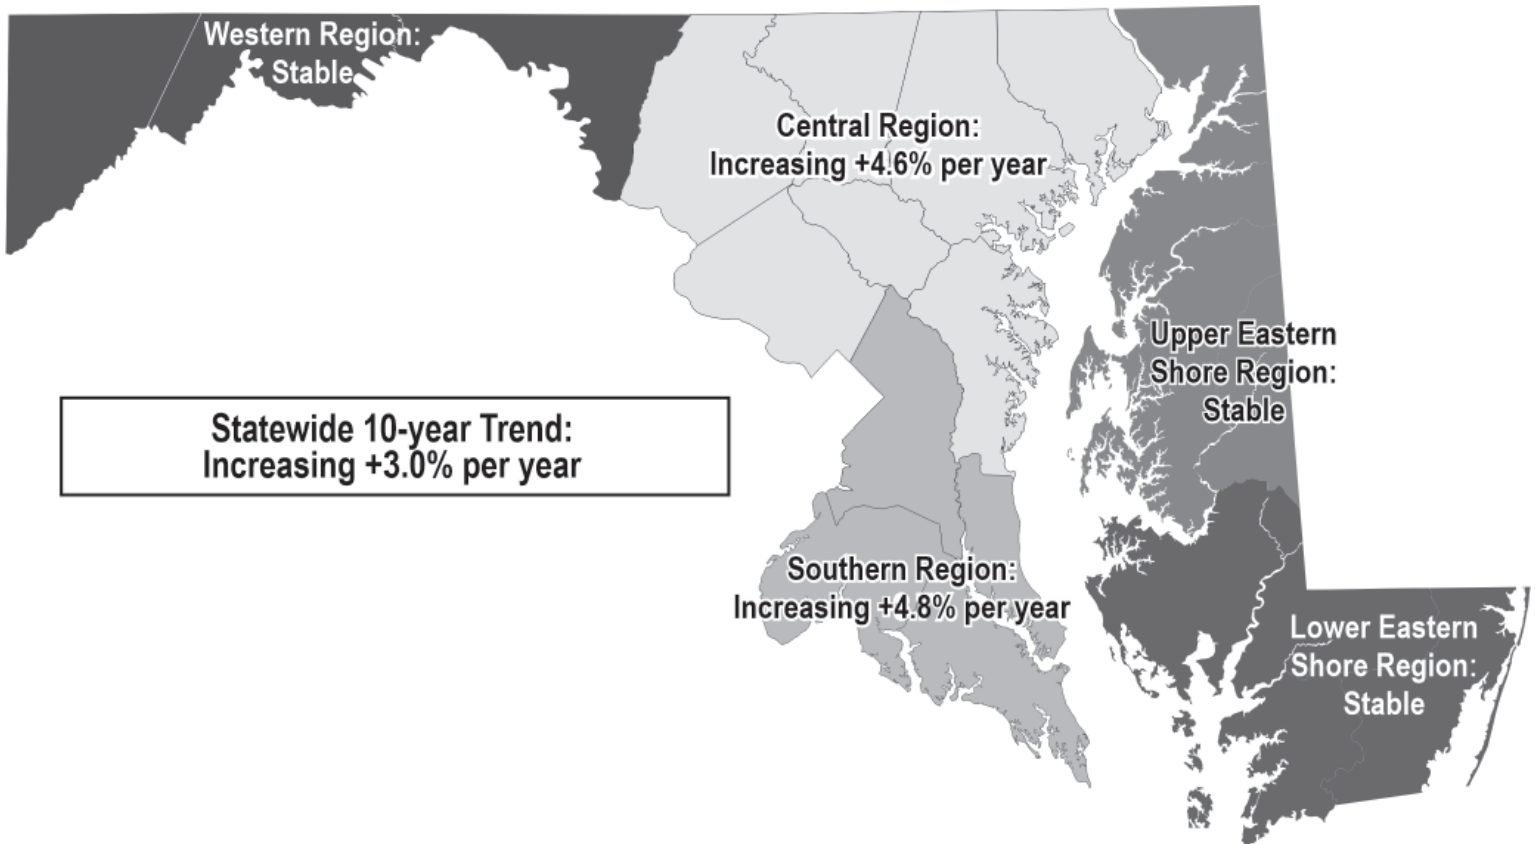 Western Region:
Stable
Central Region:
Increasing +4.6% per year
Upper Eastern
Shore Region:
Stable
Statewide 10-year Trend:
Increasing +3.0% per year
Southern Region:
Increasing +4.8% per year
Lower Eastern
Shore Region:
Stable